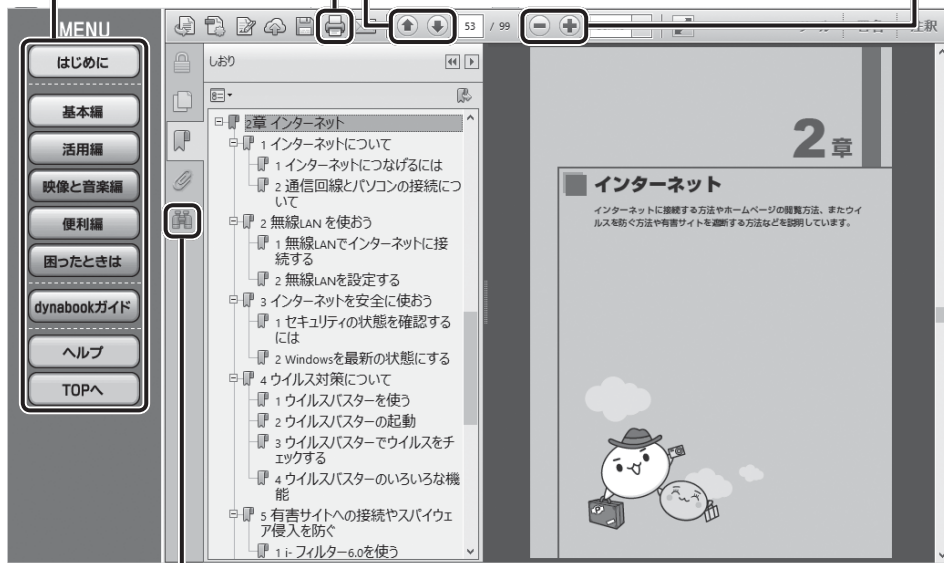 MENU
はじめに
基本編
活用編
映像と音楽編
便利編
困ったときは
dynabookガイド
ヘルプ
TOPへ
53 / 99
注釈
しおり
2章 インターネット
1 インターネットについて
1 インターネットにつなげるには
2 通信回線とパソコンの接続につ
いて
2 無線LAN を使おう
1 無線LANでインターネットに接
続する
2 無線LANを設定する
3 インターネットを安全に使おう
1 セキュリティの状態を確認する
には
2 Windowsを最新の状態にする
4 ウイルス対策について
1 ウイルスバスターを使う
2 ウイルスバスターの起動
3 ウイルスバスターでウイルスをチ
ェックする
4 ウイルスバスターのいろいろな機
能
5 有害サイトへの接続やスパイウェ
ア侵入を防ぐ
1 i- フィルター6.0を使う
2章
インターネット
インターネットに接続する方法やホームページの閲覧方法、またウイ
ルスを防ぐ方法や有害サイトを遮断する方法などを説明しています。